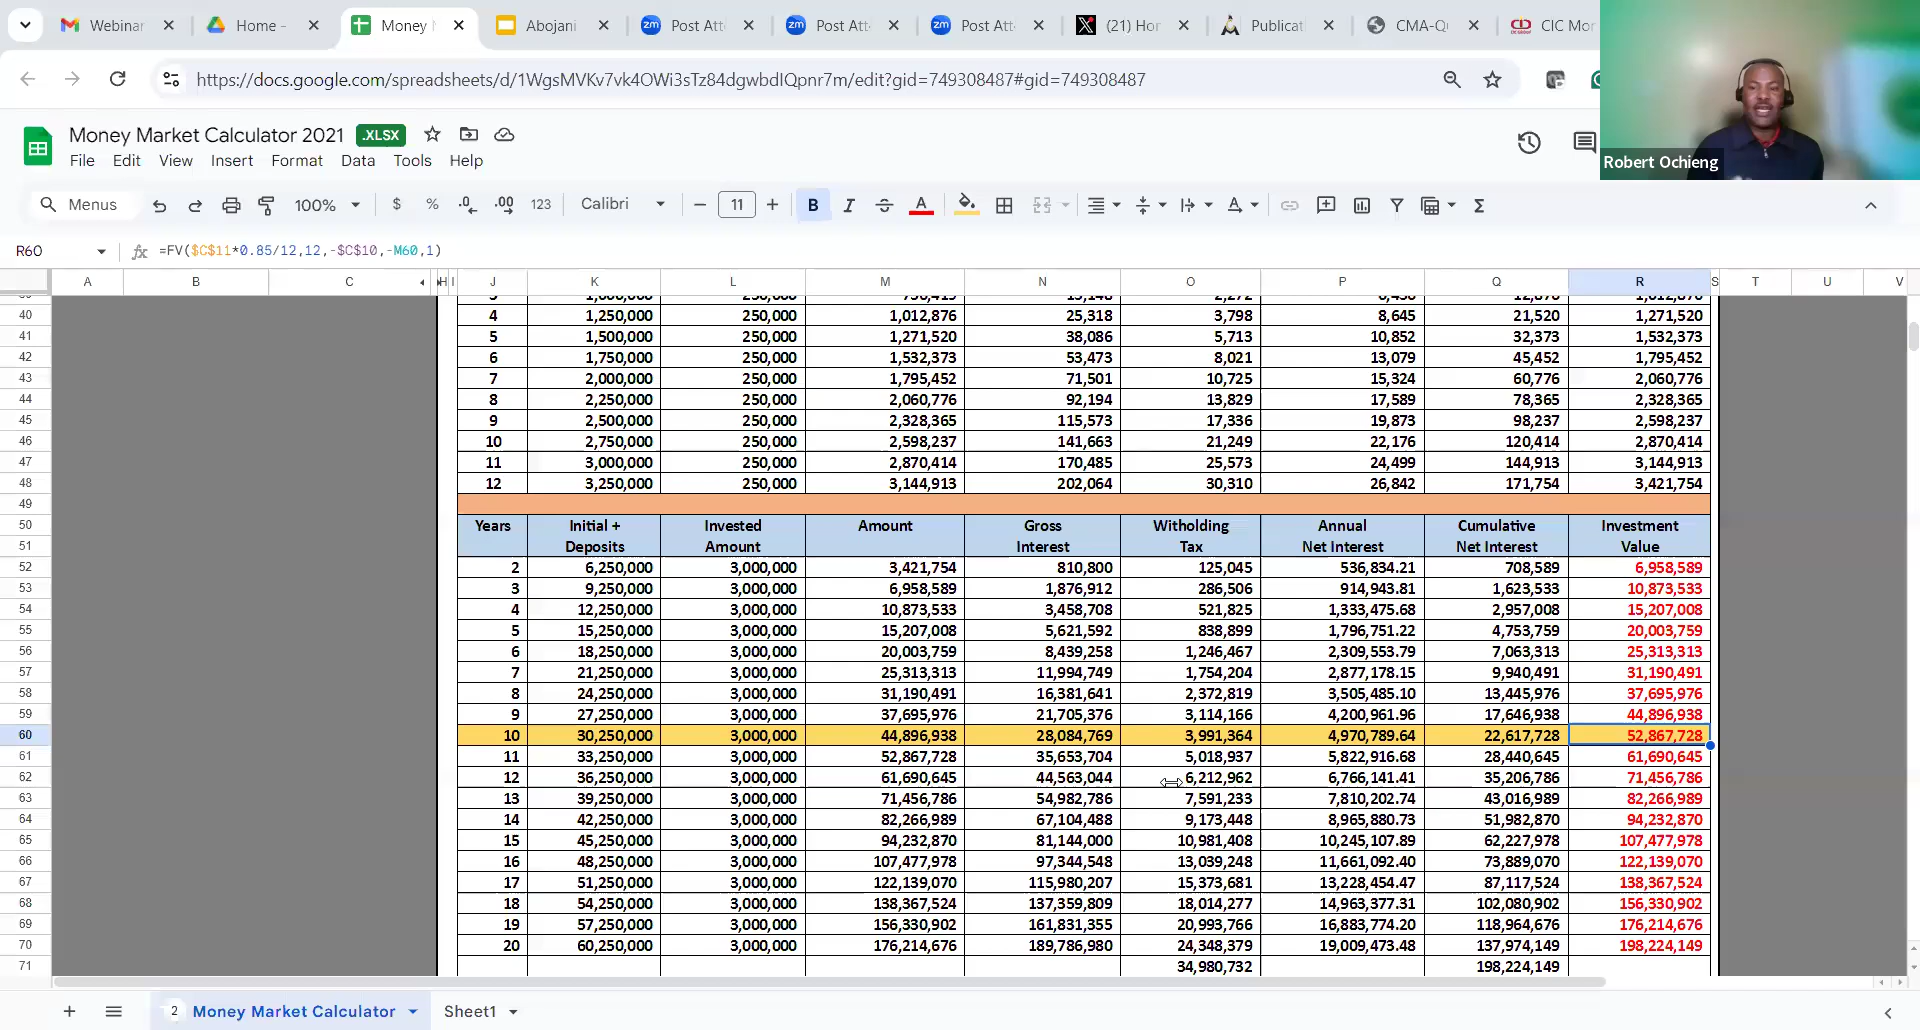 Webinar
Home -
Money
Abojani
zm Post Att
zm Post Att
zm Post Att
(21) Hor
Publicat
CMA-Q
CIC Mor
https://docs.google.com/spreadsheets/d/1WgsMVKv7vk4OWi3sTz84dgwbdIQpnr7m/edit?gid=749308487#gid=749308487
Money Market Calculator 2021 .XLSX
File Edit View Insert Format Data Tools Help
Robert Ochieng
Menus 100% $ % .0 .00 123 Calibri 11 B I S A
R60 fx =FV($C$11*0.85/12,12,-$C$10,-M60,1)
A B C H I J K L M N O P Q R S T U V
40 4 1,250,000 250,000 1,012,876 25,318 3,798 8,645 21,520 1,271,520
41 5 1,500,000 250,000 1,271,520 38,086 5,713 10,852 32,373 1,532,373
42 6 1,750,000 250,000 1,532,373 53,473 8,021 13,079 45,452 1,795,452
43 7 2,000,000 250,000 1,795,452 71,501 10,725 15,324 60,776 2,060,776
44 8 2,250,000 250,000 2,060,776 92,194 13,829 17,589 78,365 2,328,365
45 9 2,500,000 250,000 2,328,365 115,573 17,336 19,873 98,237 2,598,237
46 10 2,750,000 250,000 2,598,237 141,663 21,249 22,176 120,414 2,870,414
47 11 3,000,000 250,000 2,870,414 170,485 25,573 24,499 144,913 3,144,913
48 12 3,250,000 250,000 3,144,913 202,064 30,310 26,842 171,754 3,421,754
49
50 Years Initial + Invested Amount Gross Witholding Annual Cumulative Investment
51 Deposits Amount Interest Tax Net Interest Net Interest Value
52 2 6,250,000 3,000,000 3,421,754 810,800 125,045 536,834.21 708,589 6,958,589
53 3 9,250,000 3,000,000 6,958,589 1,876,912 286,506 914,943.81 1,623,533 10,873,533
54 4 12,250,000 3,000,000 10,873,533 3,458,708 521,825 1,333,475.68 2,957,008 15,207,008
55 5 15,250,000 3,000,000 15,207,008 5,621,592 838,899 1,796,751.22 4,753,759 20,003,759
56 6 18,250,000 3,000,000 20,003,759 8,439,258 1,246,467 2,309,553.79 7,063,313 25,313,313
57 7 21,250,000 3,000,000 25,313,313 11,994,749 1,754,204 2,877,178.15 9,940,491 31,190,491
58 8 24,250,000 3,000,000 31,190,491 16,381,641 2,372,819 3,505,485.10 13,445,976 37,695,976
59 9 27,250,000 3,000,000 37,695,976 21,705,376 3,114,166 4,200,961.96 17,646,938 44,896,938
60 10 30,250,000 3,000,000 44,896,938 28,084,769 3,991,364 4,970,789.64 22,617,728 52,867,728
61 11 33,250,000 3,000,000 52,867,728 35,653,704 5,018,937 5,822,916.68 28,440,645 61,690,645
62 12 36,250,000 3,000,000 61,690,645 44,563,044 6,212,962 6,766,141.41 35,206,786 71,456,786
63 13 39,250,000 3,000,000 71,456,786 54,982,786 7,591,233 7,810,202.74 43,016,989 82,266,989
64 14 42,250,000 3,000,000 82,266,989 67,104,488 9,173,448 8,965,880.73 51,982,870 94,232,870
65 15 45,250,000 3,000,000 94,232,870 81,144,000 10,981,408 10,245,107.89 62,227,978 107,477,978
66 16 48,250,000 3,000,000 107,477,978 97,344,548 13,039,248 11,661,092.40 73,889,070 122,139,070
67 17 51,250,000 3,000,000 122,139,070 115,980,207 15,373,681 13,228,454.47 87,117,524 138,367,524
68 18 54,250,000 3,000,000 138,367,524 137,359,809 18,014,277 14,963,377.31 102,080,902 156,330,902
69 19 57,250,000 3,000,000 156,330,902 161,831,355 20,993,766 16,883,774.20 118,964,676 176,214,676
70 20 60,250,000 3,000,000 176,214,676 189,786,980 24,348,379 19,009,473.48 137,974,149 198,224,149
71 34,980,732 198,224,149
2 Money Market Calculator Sheet1